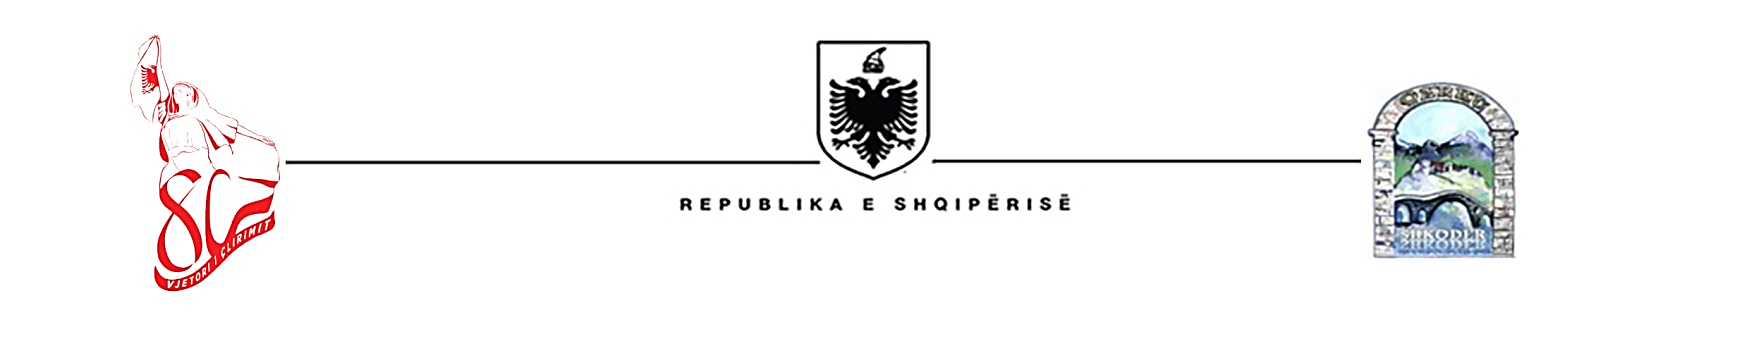 80
VJETORI I ÇLIRIMIT
REPUBLIKA E SHQIPËRISË
QARKU
SHKODËR